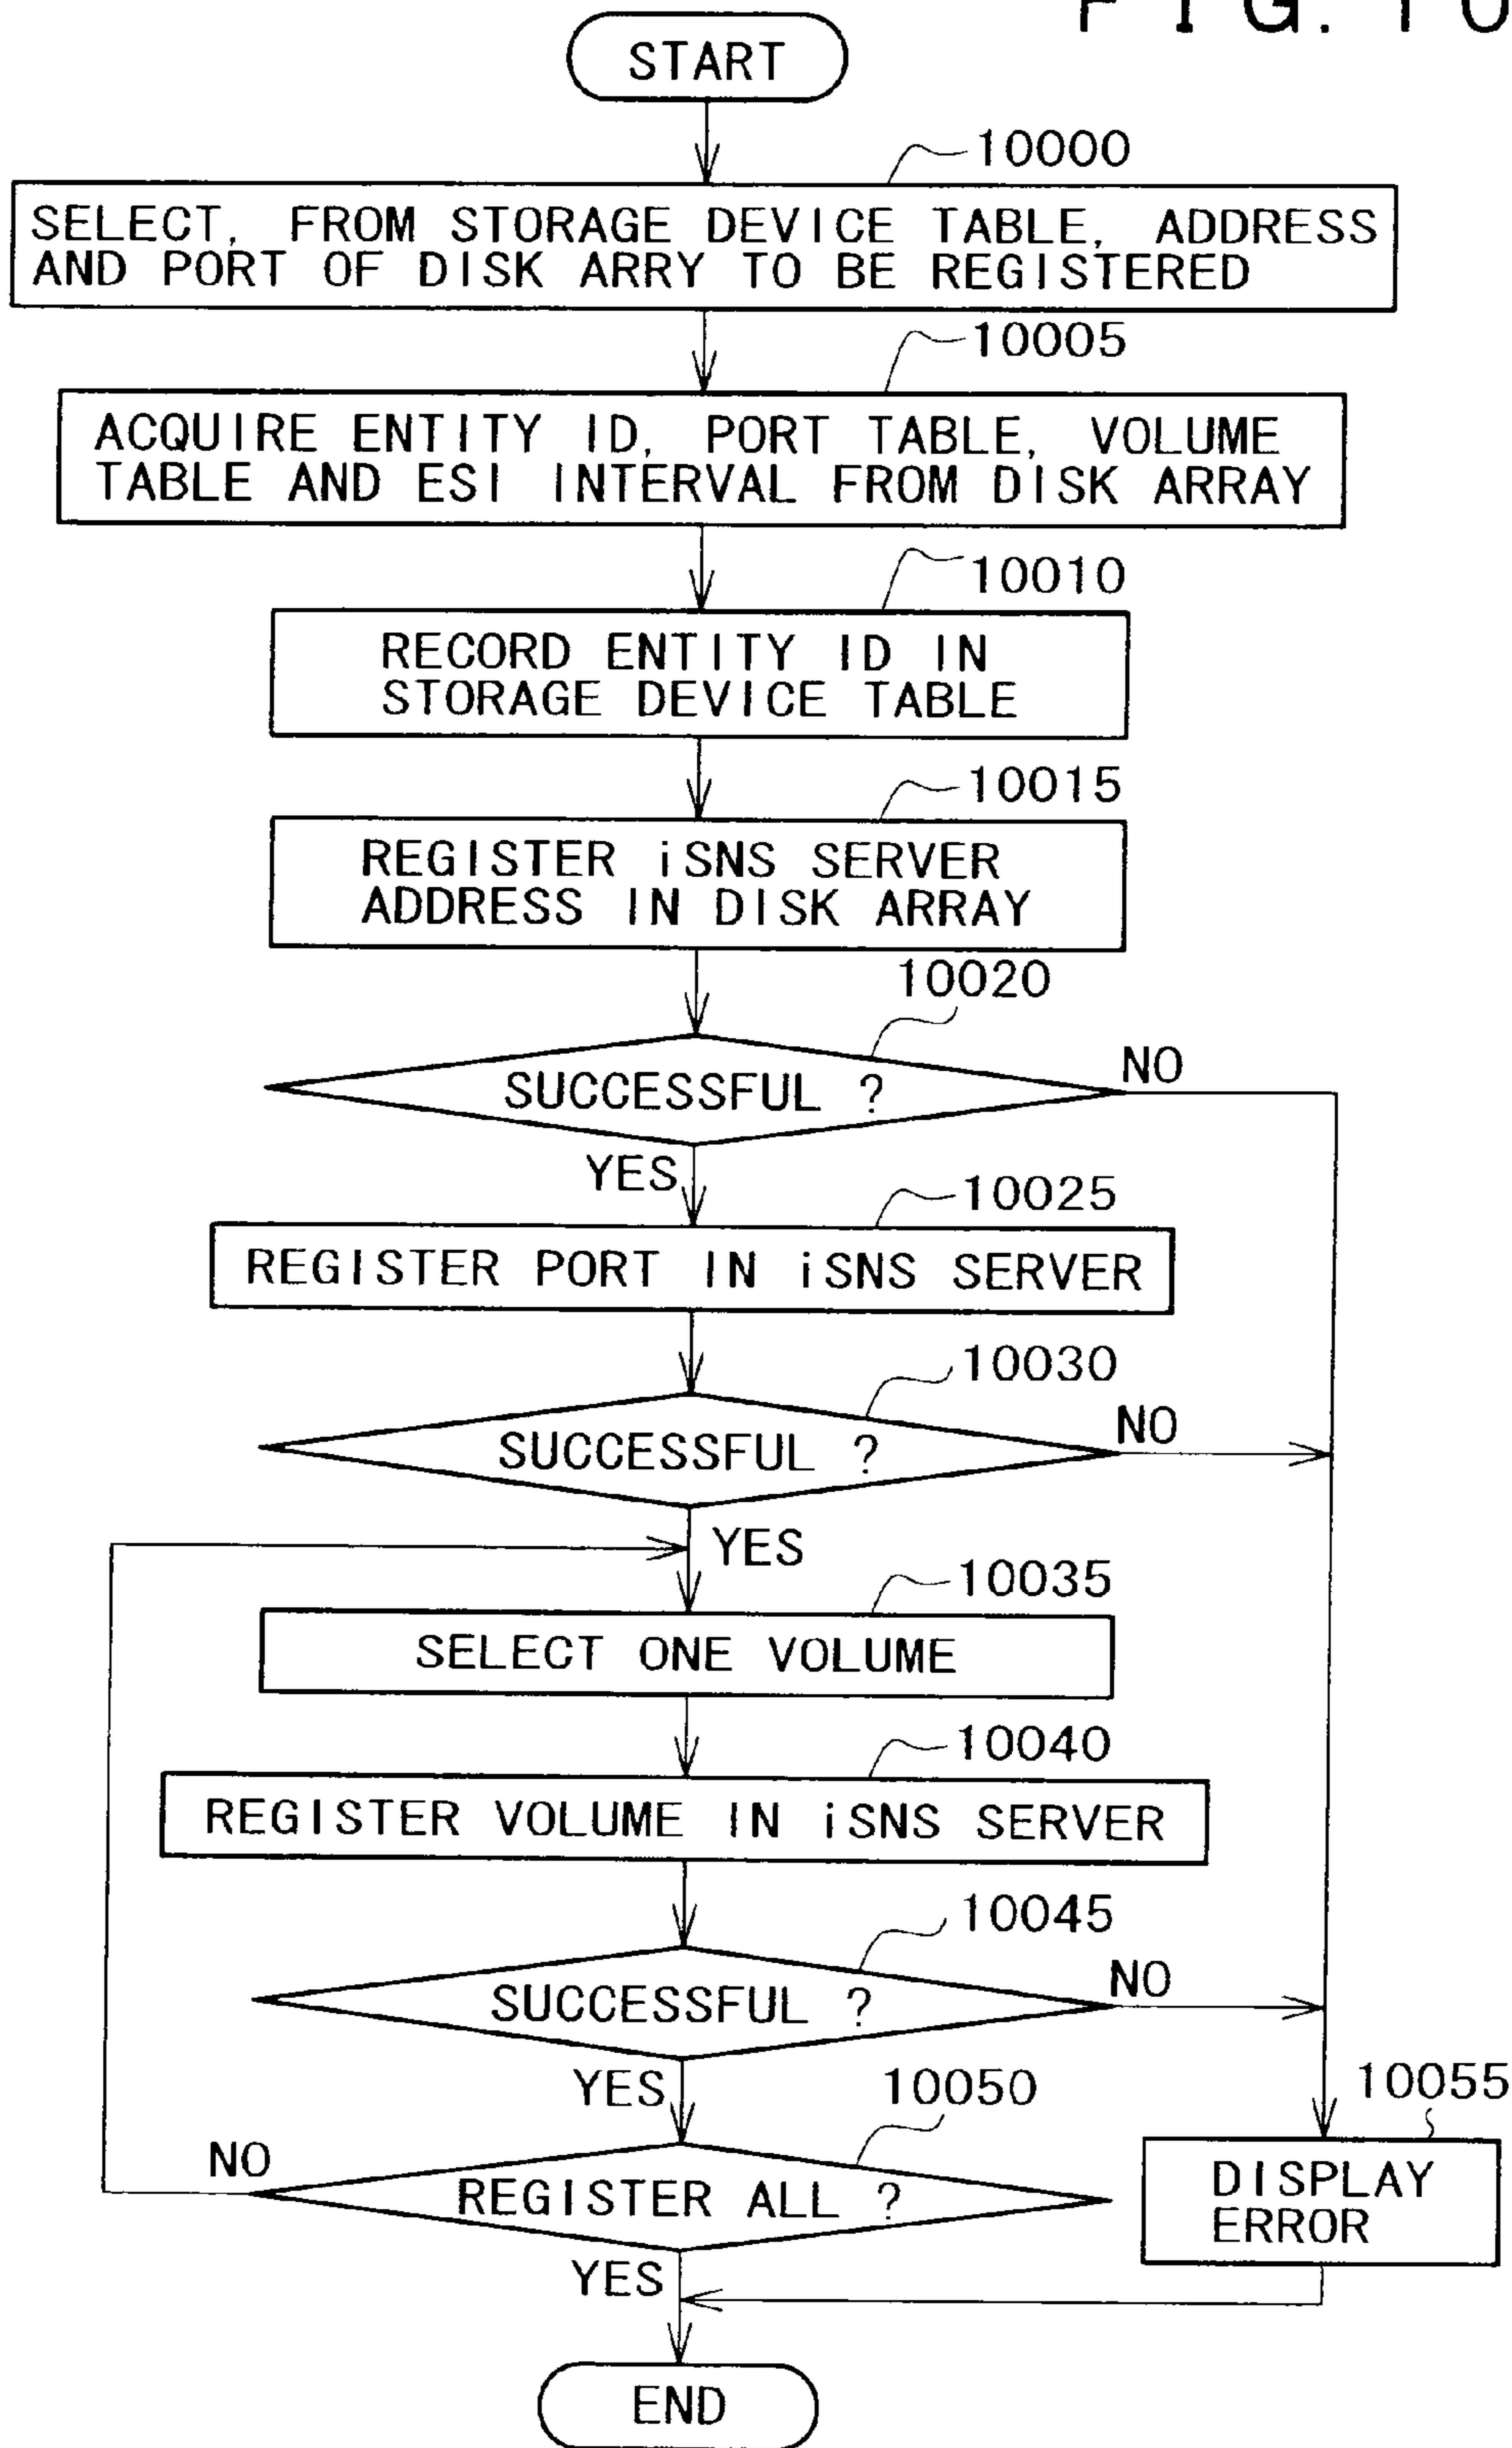 FIG. 10
START
10000
SELECT, FROM STORAGE DEVICE TABLE, ADDRESS
AND PORT OF DISK ARRY TO BE REGISTERED
10005
ACQUIRE ENTITY ID, PORT TABLE, VOLUME
TABLE AND ESI INTERVAL FROM DISK ARRAY
10010
RECORD ENTITY ID IN
STORAGE DEVICE TABLE
10015
REGISTER iSNS SERVER
ADDRESS IN DISK ARRAY
10020
SUCCESSFUL ?
NO
YES
10025
REGISTER PORT IN iSNS SERVER
10030
SUCCESSFUL ?
NO
YES
10035
SELECT ONE VOLUME
10040
REGISTER VOLUME IN iSNS SERVER
10045
SUCCESSFUL ?
NO
YES
10050
10055
NO
REGISTER ALL ?
DISPLAY
ERROR
YES
END